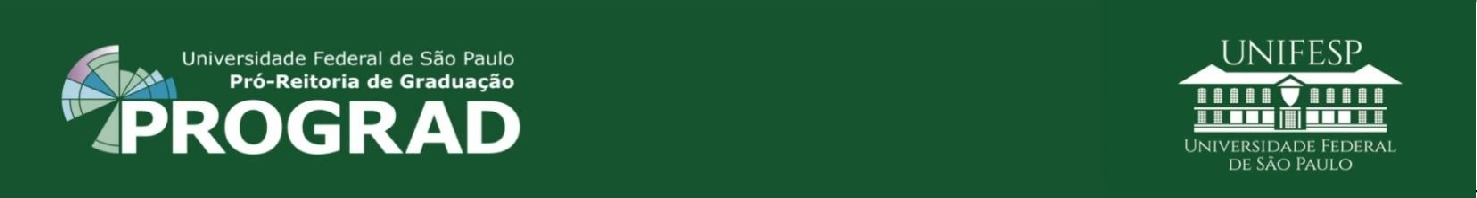 Universidade Federal de São Paulo
Pró-Reitoria de Graduação
PROGRAD
UNIFESP
UNIVERSIDADE FEDERAL
DE SÃO PAULO